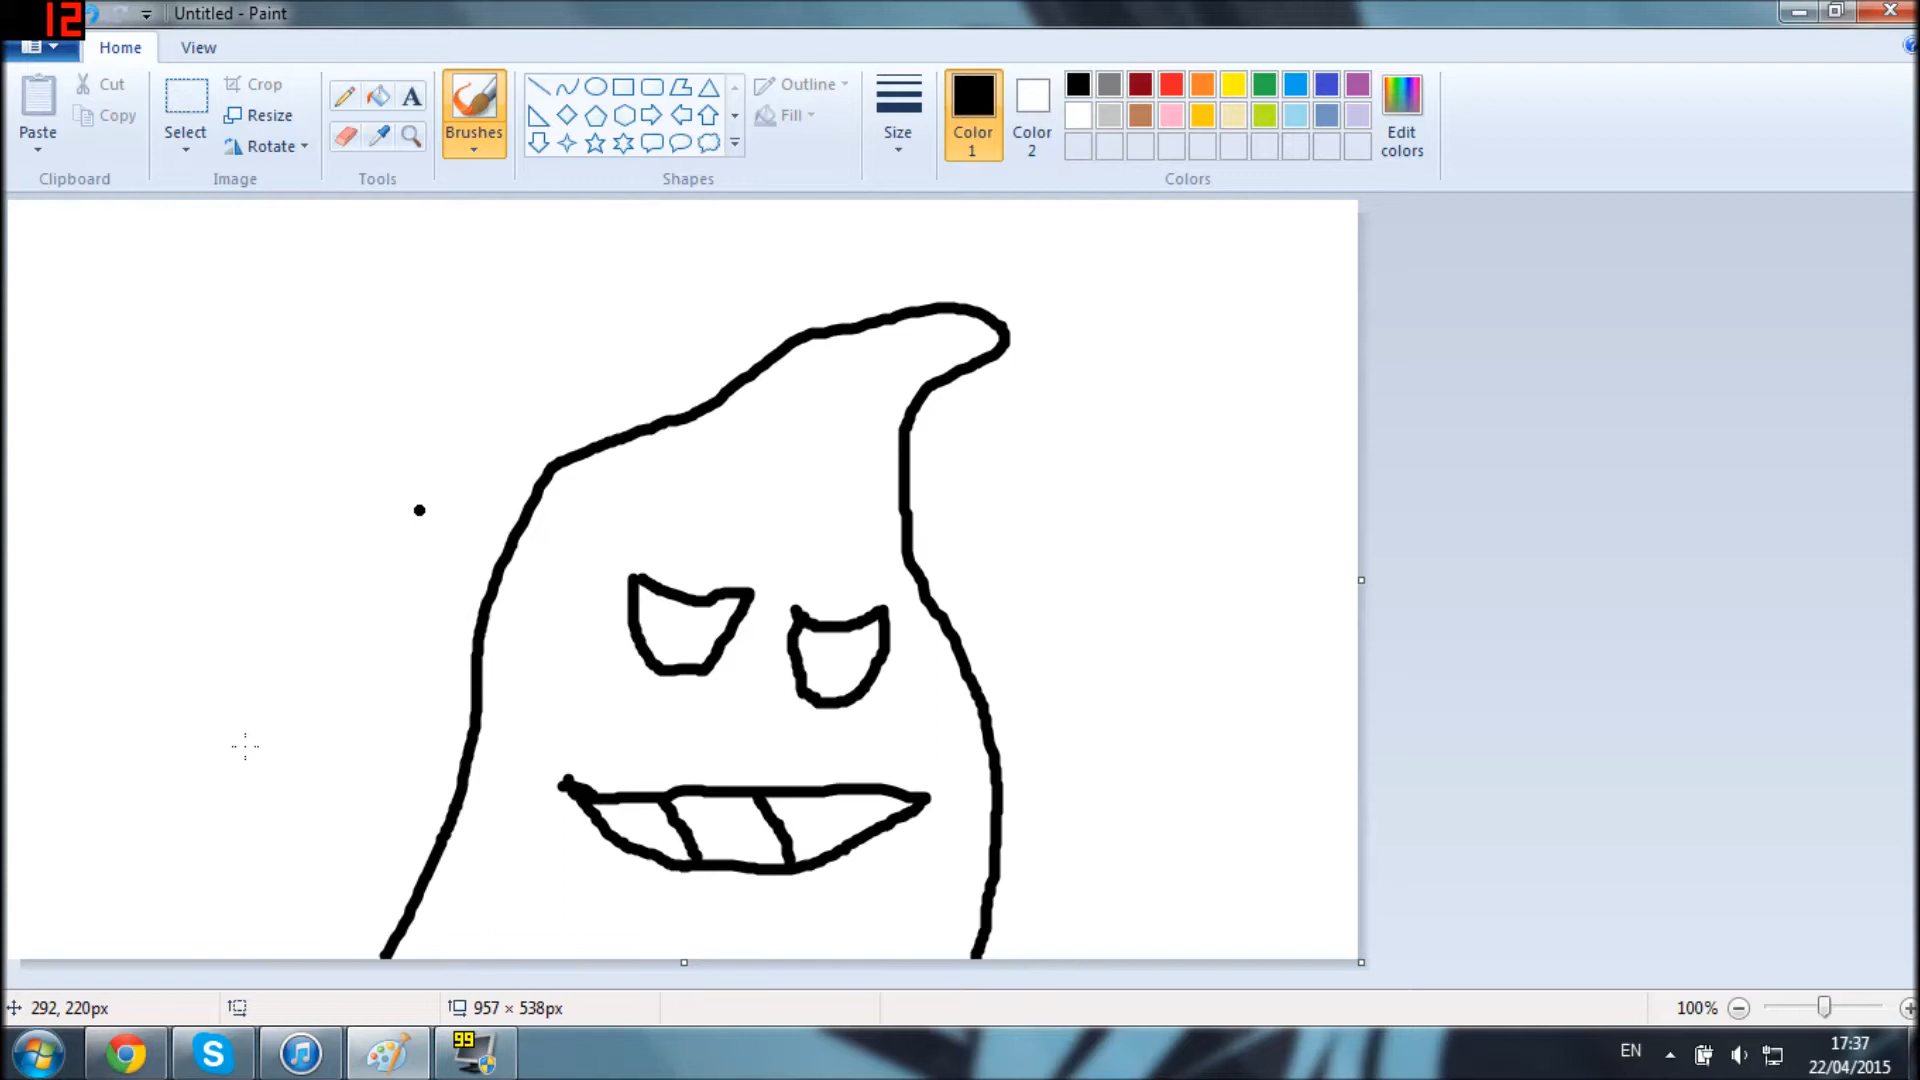 12
Untitled - Paint
Home View
Paste
Cut
Copy
Clipboard
Select
Crop
Resize
Rotate
Image
A
Tools
Brushes
Shapes
Outline
Fill
Size
Color 1
Color 2
Edit colors
Colors
292, 220px
957 × 538px
100%
99
EN
17:37
22/04/2015